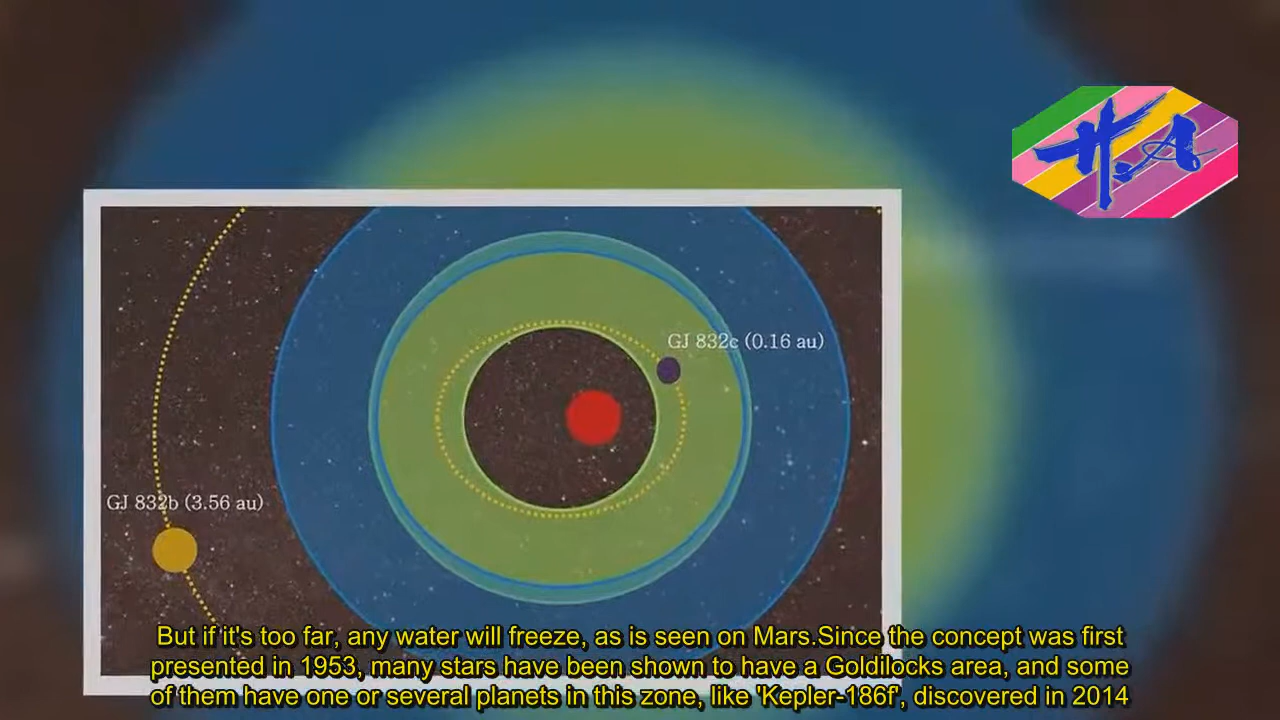 H.A
GJ 832c (0.16 au)
GJ 832b (3.56 au)
But if it's too far, any water will freeze, as is seen on Mars.Since the concept was first
presented in 1953, many stars have been shown to have a Goldilocks area, and some
of them have one or several planets in this zone, like 'Kepler-186f', discovered in 2014